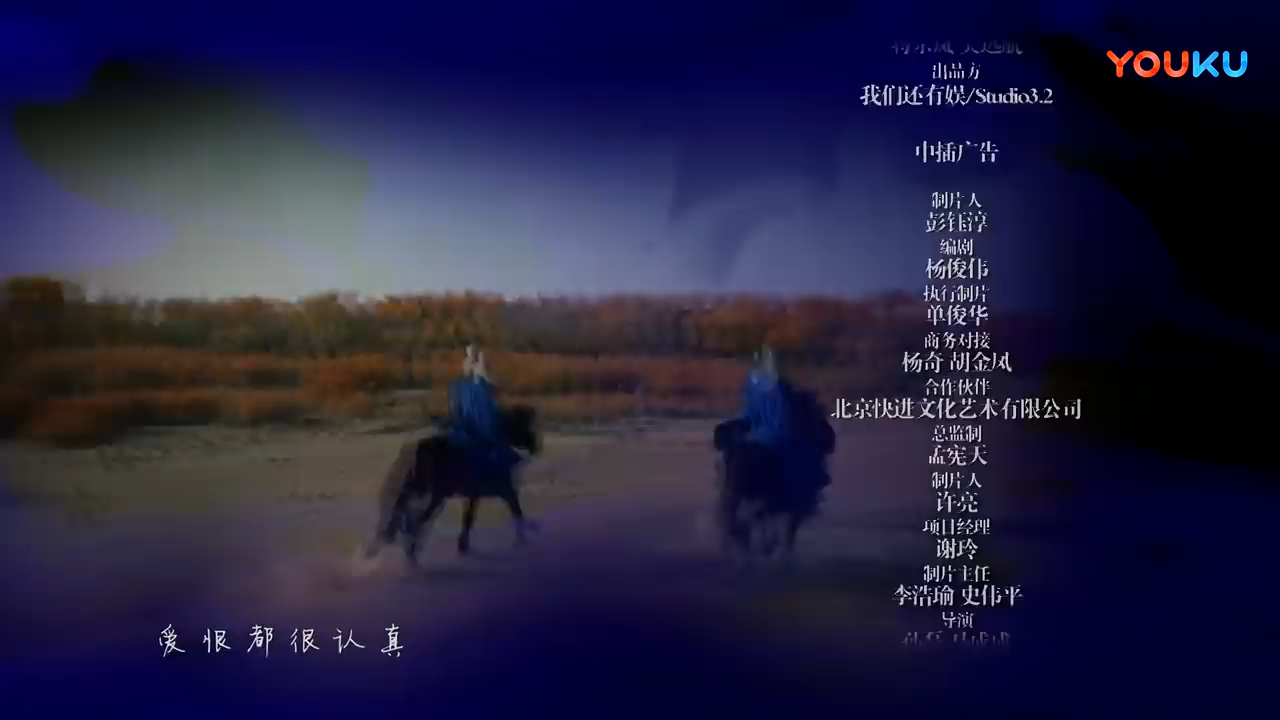 YOUKU
出品方
我们还有娱/Studio3.2
中插广告
制片人
彭钰淳
编剧
杨俊伟
执行制片
单俊华
商务对接
杨奇 胡金凤
合作伙伴
北京快进文化艺术有限公司
总监制
孟宪天
制片人
许亮
项目经理
谢玲
制片主任
李浩瑜 史伟平
导演
爱恨都很认真